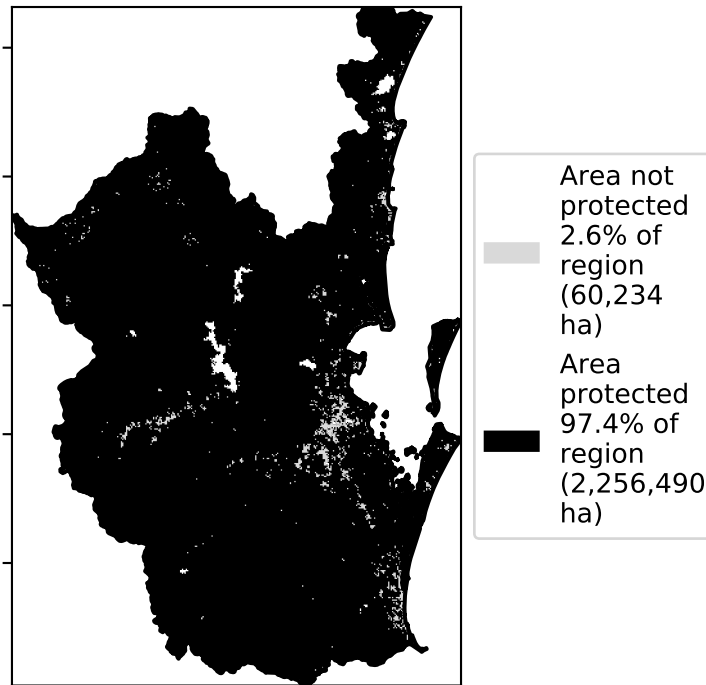 Area not
protected
2.6% of
region
(60,234
ha)
Area
protected
97.4% of
region
(2,256,490
ha)